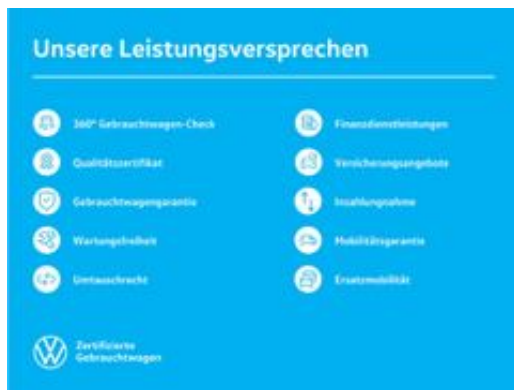 Unsere Leistungsversprechen
360° Gebrauchtwagen-Check
Qualitätszertifikat
Gebrauchtwagengarantie
Wartungsfreiheit
Umtauschrecht
Finanzdienstleistungen
Versicherungsangebote
Inzahlungnahme
Mobilitätsgarantie
Ersatzmobilität
Zertifizierte
Gebrauchtwagen